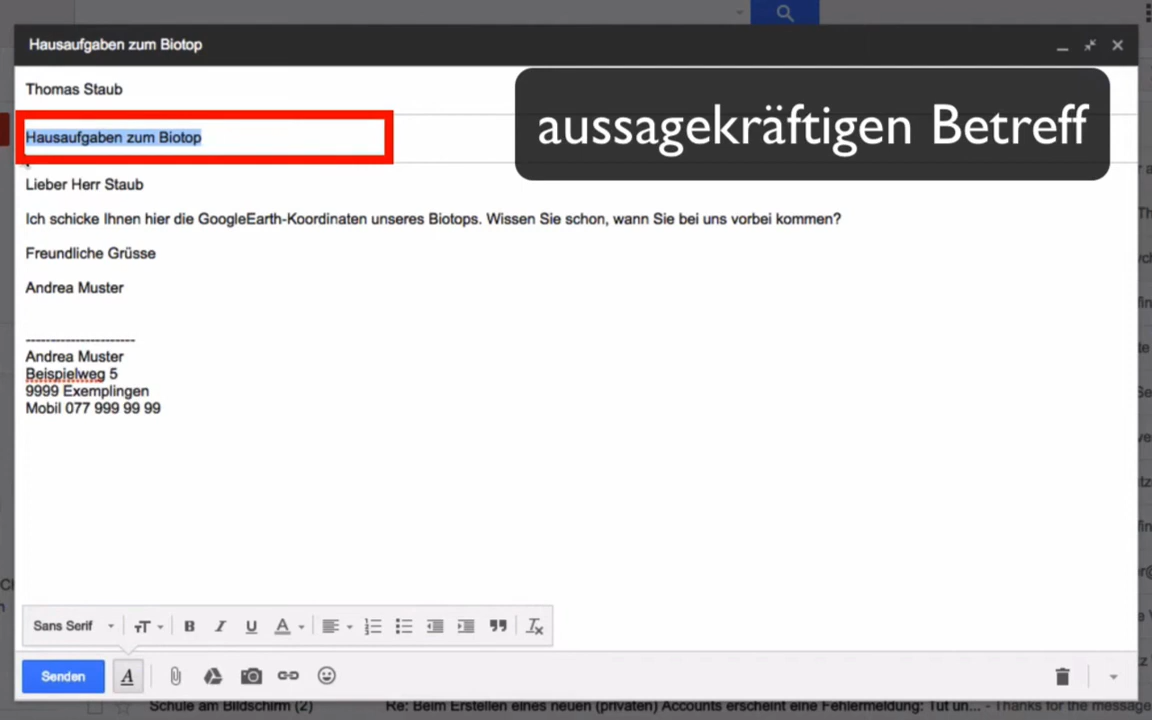 Hausaufgaben zum Biotop
Thomas Staub
aussagekräftigen Betreff
Hausaufgaben zum Biotop
Lieber Herr Staub
Ich schicke Ihnen hier die GoogleEarth-Koordinaten unseres Biotops. Wissen Sie schon, wann Sie bei uns vorbei kommen?
Freundliche Grüsse
Andrea Muster
----------------------
Andrea Muster
Beispielweg 5
9999 Exemplingen
Mobil 077 999 99 99
Sans Serif
Senden
Schule am Bildschirm (2) Re: Beim Erstellen eines neuen (privaten) Accounts erscheint eine Fehlermeldung: Tut un... - Thanks for the message